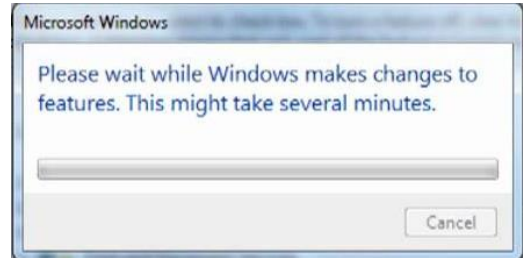 Microsoft Windows
Please wait while Windows makes changes to
features. This might take several minutes.
Cancel